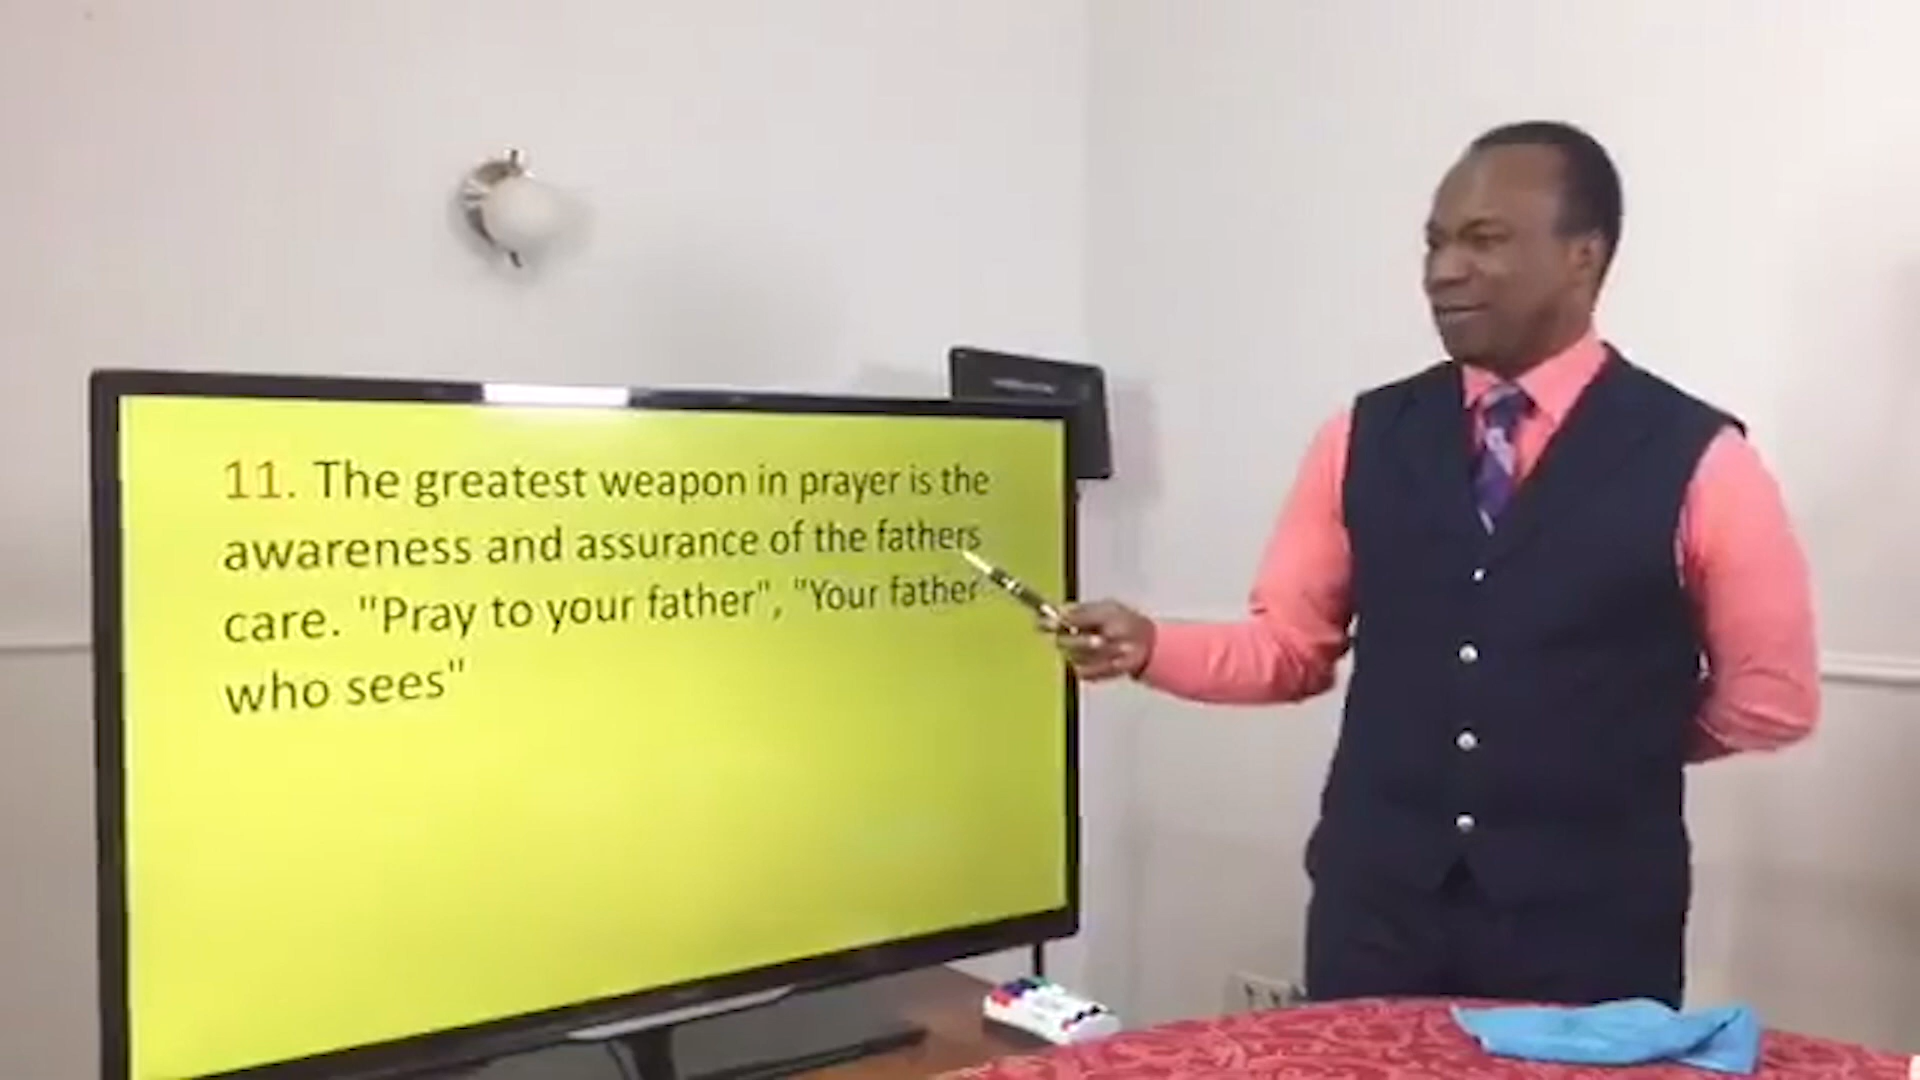 11. The greatest weapon in prayer is the
awareness and assurance of the fathers
care. "Pray to your father", "Your father
who sees"